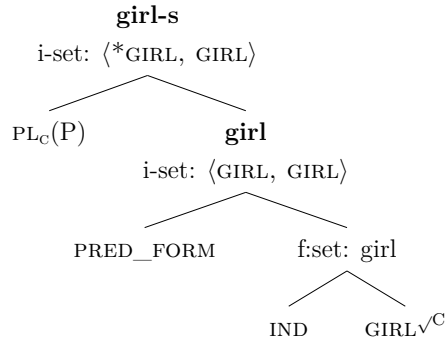 girl-s
i-set: ⟨*GIRL, GIRL⟩
PL_C(P)
girl
i-set: ⟨GIRL, GIRL⟩
PRED_FORM
f:set: girl
IND
GIRL^√C